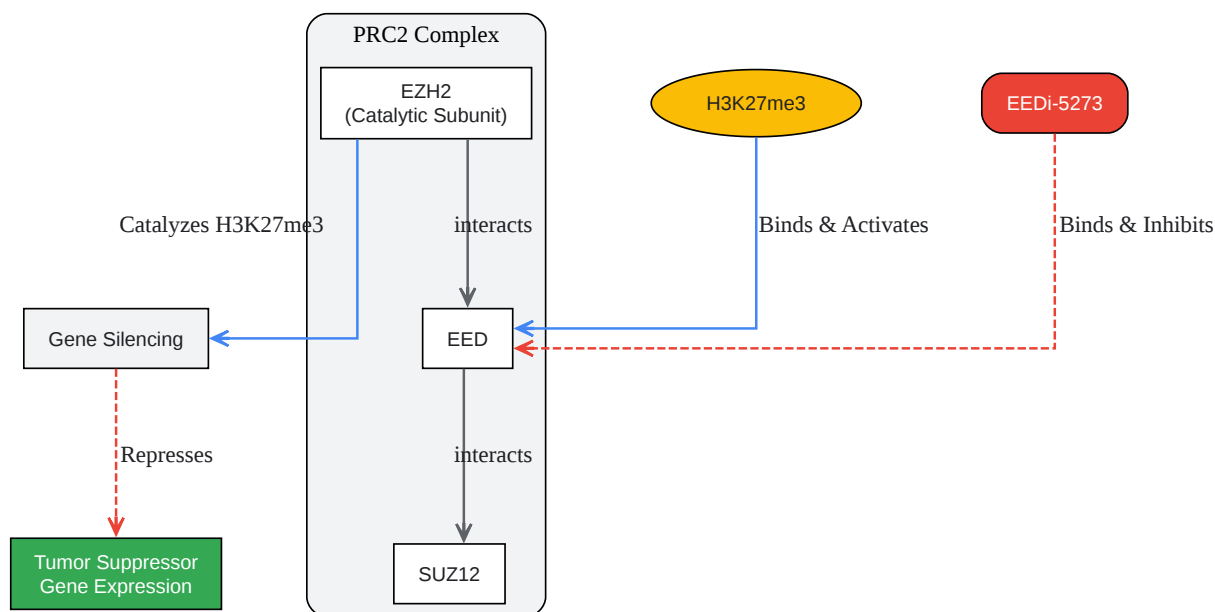 PRC2 Complex
EZH2
(Catalytic Subunit)
H3K27me3
EEDi-5273
Catalyzes H3K27me3
interacts
Binds & Activates
Binds & Inhibits
Gene Silencing
EED
Represses
interacts
Tumor Suppressor
Gene Expression
SUZ12